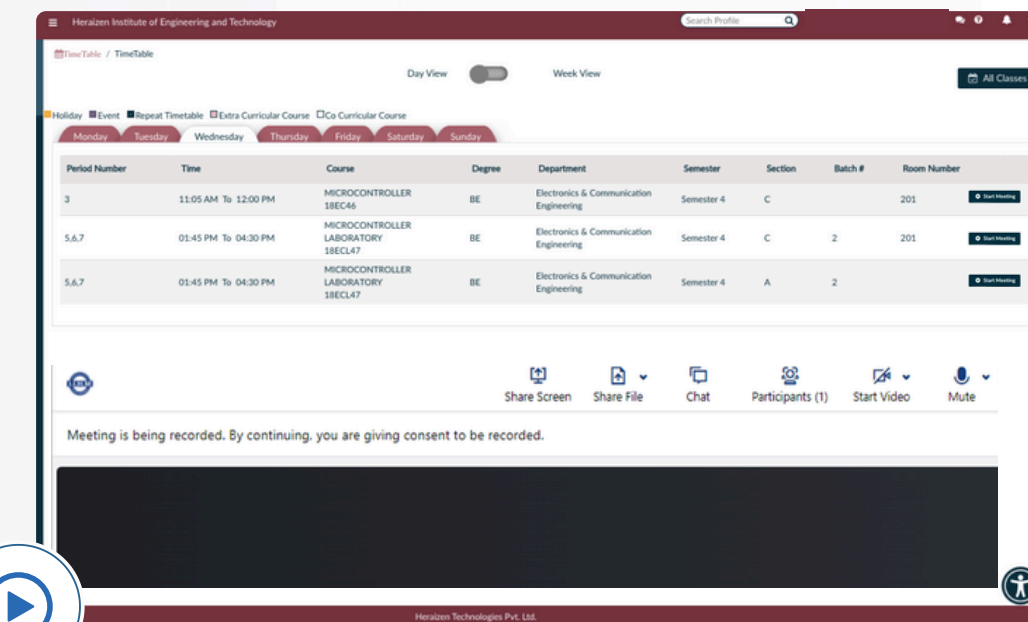 Heraizen Institute of Engineering and Technology
Search Profile
TimeTable / TimeTable
Day View Week View
All Classes
Holiday Event Repeat Timetable Extra Curricular Course Co Curricular Course
Monday Tuesday Wednesday Thursday Friday Saturday Sunday
Period Number Time Course Degree Department Semester Section Batch # Room Number
3 11:05 AM To 12:00 PM MICROCONTROLLER 18EC46 BE Electronics & Communication Engineering Semester 4 C 201 Start Meeting
5,6,7 01:45 PM To 04:30 PM MICROCONTROLLER LABORATORY 18ECL47 BE Electronics & Communication Engineering Semester 4 C 2 201 Start Meeting
5,6,7 01:45 PM To 04:30 PM MICROCONTROLLER LABORATORY 18ECL47 BE Electronics & Communication Engineering Semester 4 A 2 Start Meeting
Share Screen Share File Chat Participants (1) Start Video Mute
Meeting is being recorded. By continuing, you are giving consent to be recorded.
Heraizen Technologies Pvt. Ltd.